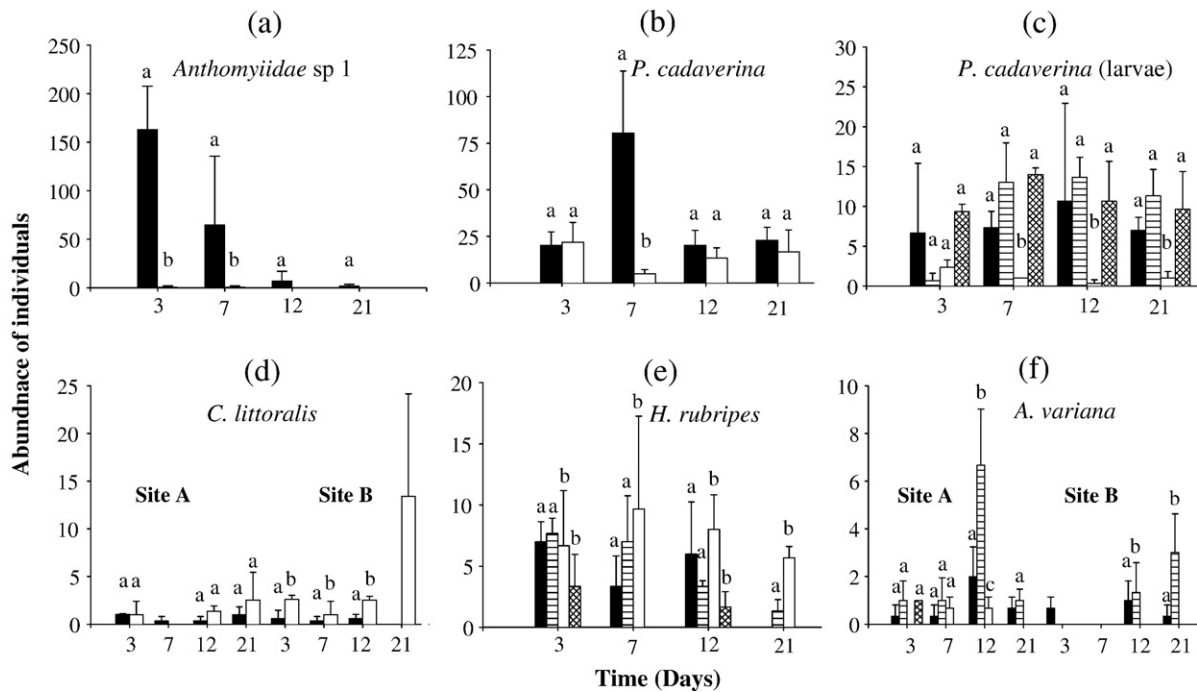 Abundnace of individuals
(a)
Anthomyiidae sp 1
250
200
150
100
50
0
a
b
a
b
a
a
3 7 12 21
(b)
P. cadaverina
125
100
75
50
25
0
a a
a
b
a a
a a
3 7 12 21
(c)
P. cadaverina (larvae)
30
25
20
15
10
5
0
a a a a
a a b a
a a b a
a a b a
3 7 12 21
(d)
C. littoralis
25
20
15
10
5
0
Site A
Site B
a a
a a
a a
a b
a b
a b
3 7 12 21 3 7 12 21
(e)
H. rubripes
20
15
10
5
0
a a b b
a a b
a a b b
a b
3 7 12 21
(f)
A. variana
10
8
6
4
2
0
Site A
Site B
a a a
a a a
a b c
a a
a
a b
a b
3 7 12 21 3 7 12 21
Time (Days)